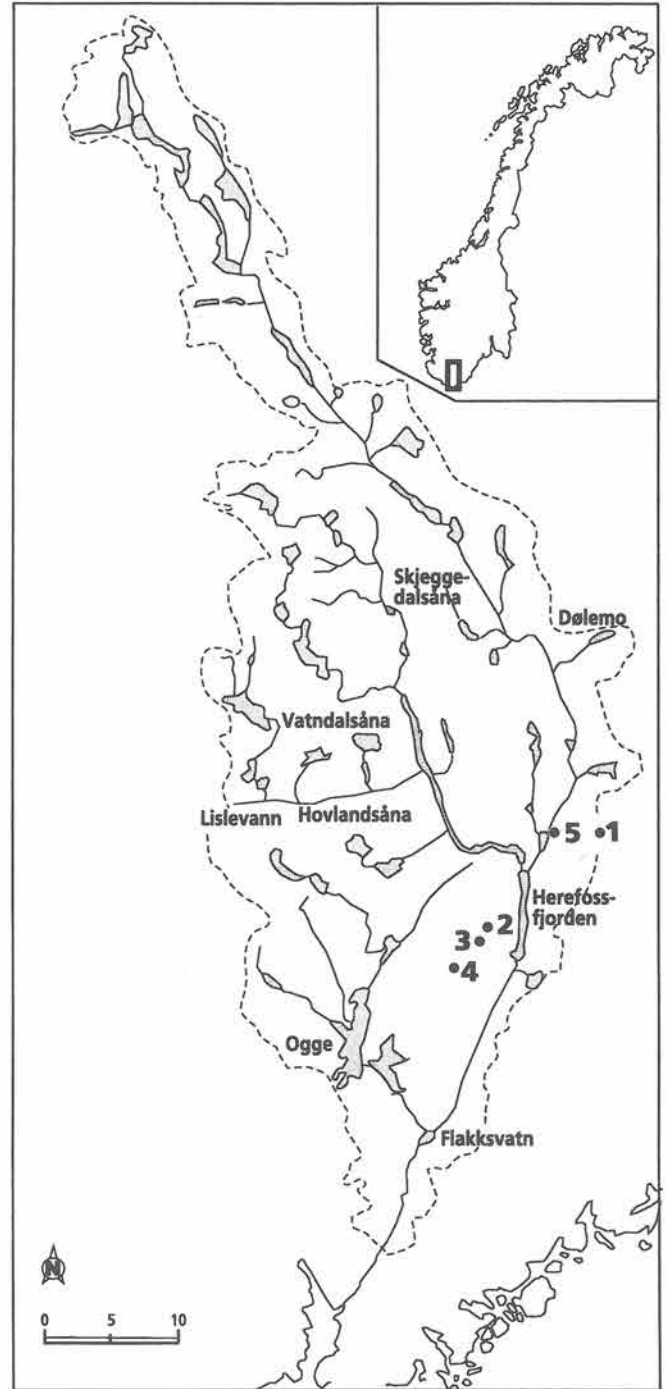 Skjegge-
dalsåna
Dølemo
Vatndalsåna
Lislevann
Hovlandsåna
5
1
Herefoss-
fjorden
2
3
4
Ogge
Flakksvatn
N
0
5
10